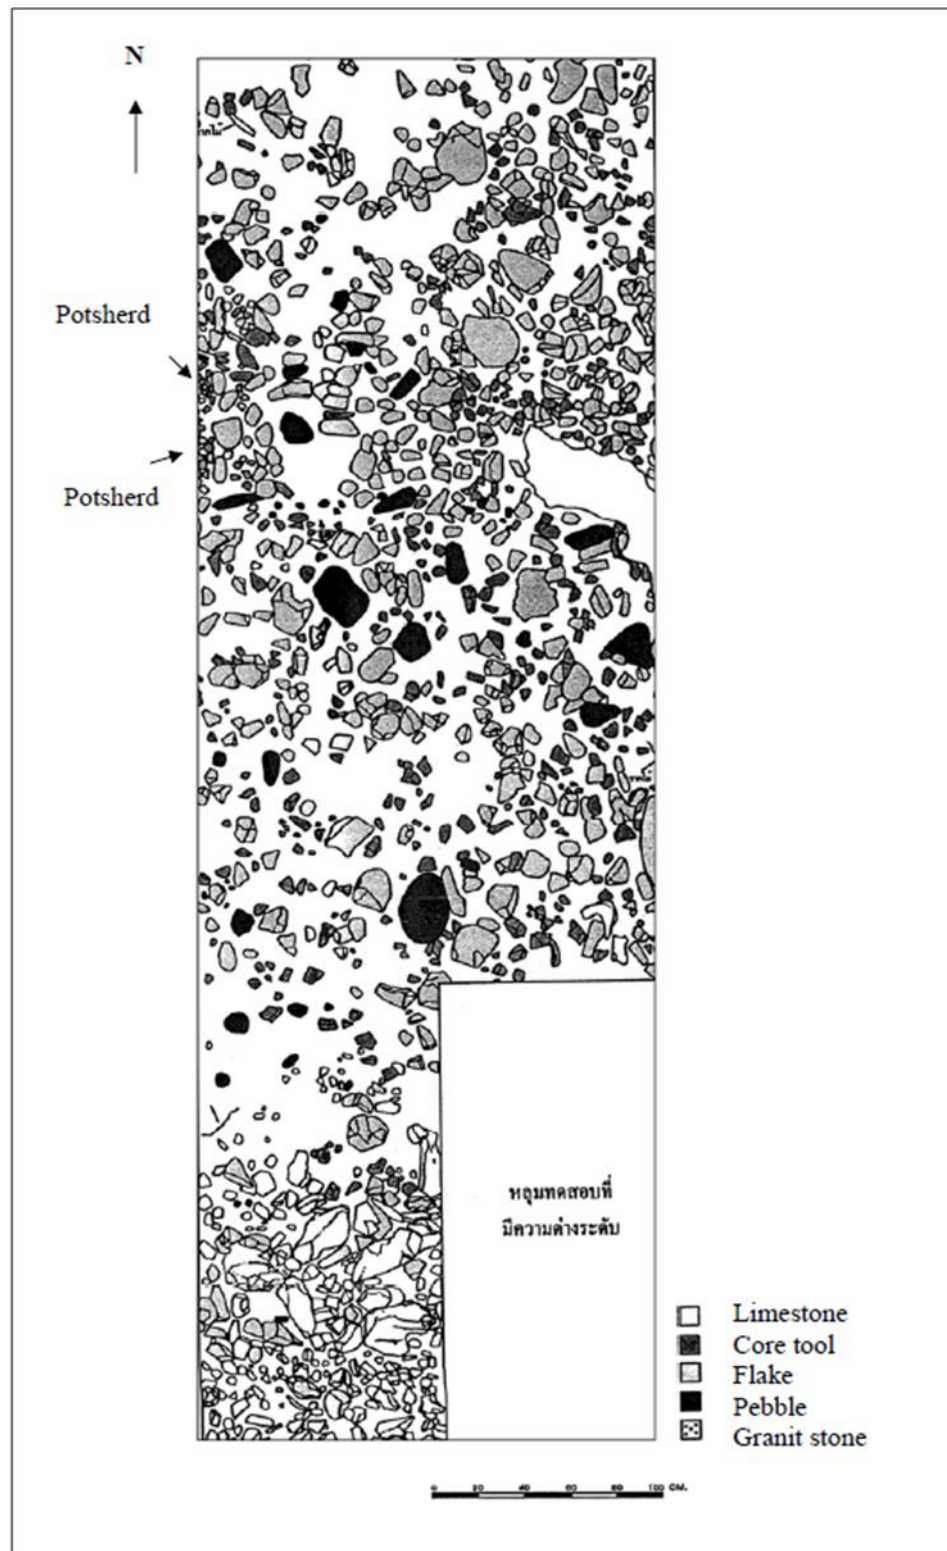 N
Potsherd
Potsherd
หลุมทดสอบที่
มีความต่างระดับ
Limestone
Core tool
Flake
Pebble
Granit stone
0 20 40 60 80 100 CM.